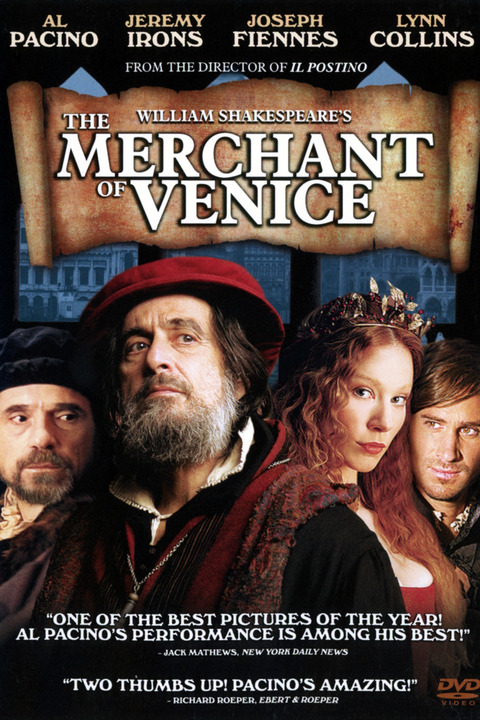 AL PACINO
JEREMY IRONS
JOSEPH FIENNES
LYNN COLLINS
FROM THE DIRECTOR OF IL POSTINO
WILLIAM SHAKESPEARE'S
THE
MERCHANT
OF VENICE
"ONE OF THE BEST PICTURES OF THE YEAR!
AL PACINO'S PERFORMANCE IS AMONG HIS BEST!"
- JACK MATHEWS, NEW YORK DAILY NEWS
"TWO THUMBS UP! PACINO'S AMAZING!"
- RICHARD ROEPER, EBERT & ROEPER
DVD
VIDEO